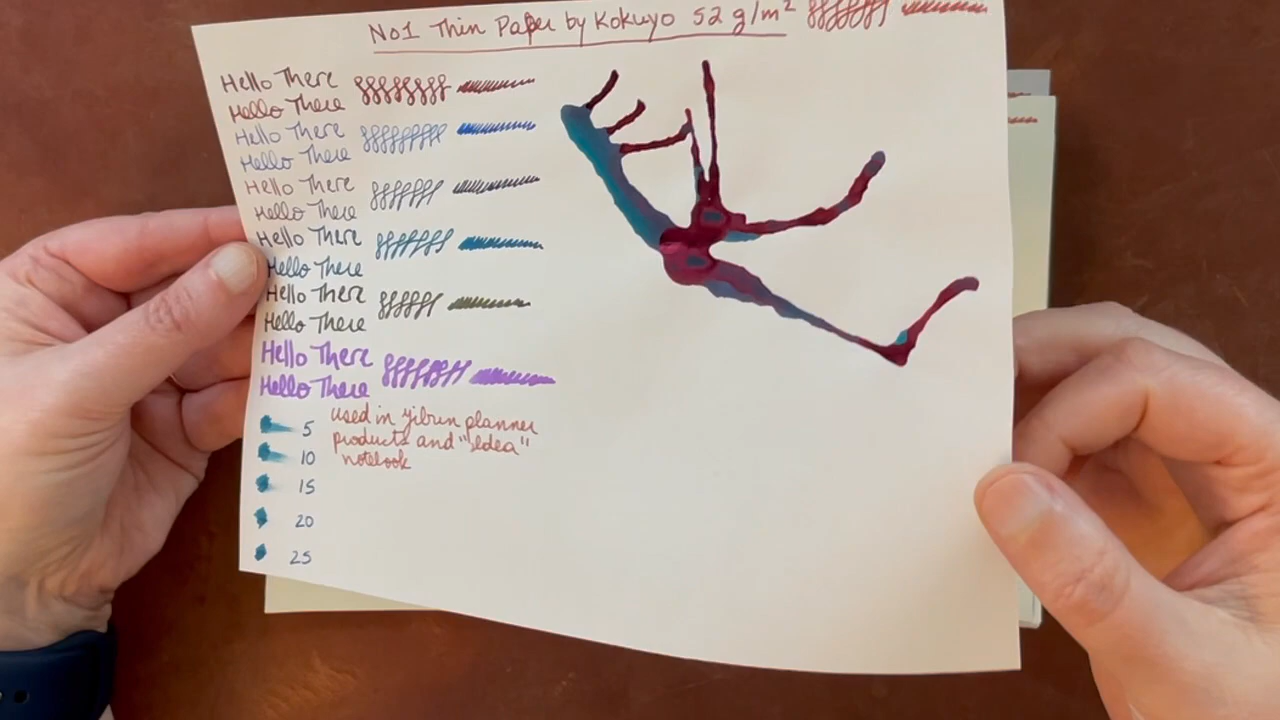 No1 Thin Paper by Kokuyo 52 g/m²
Hello There
Hello There
Hello There
Hello There
Hello There
Hello There
Hello There
Hello There
Hello There
Hello There
Hello There
Hello There
5
10
15
20
25
used in yibun planner
products and "Edea"
notebook